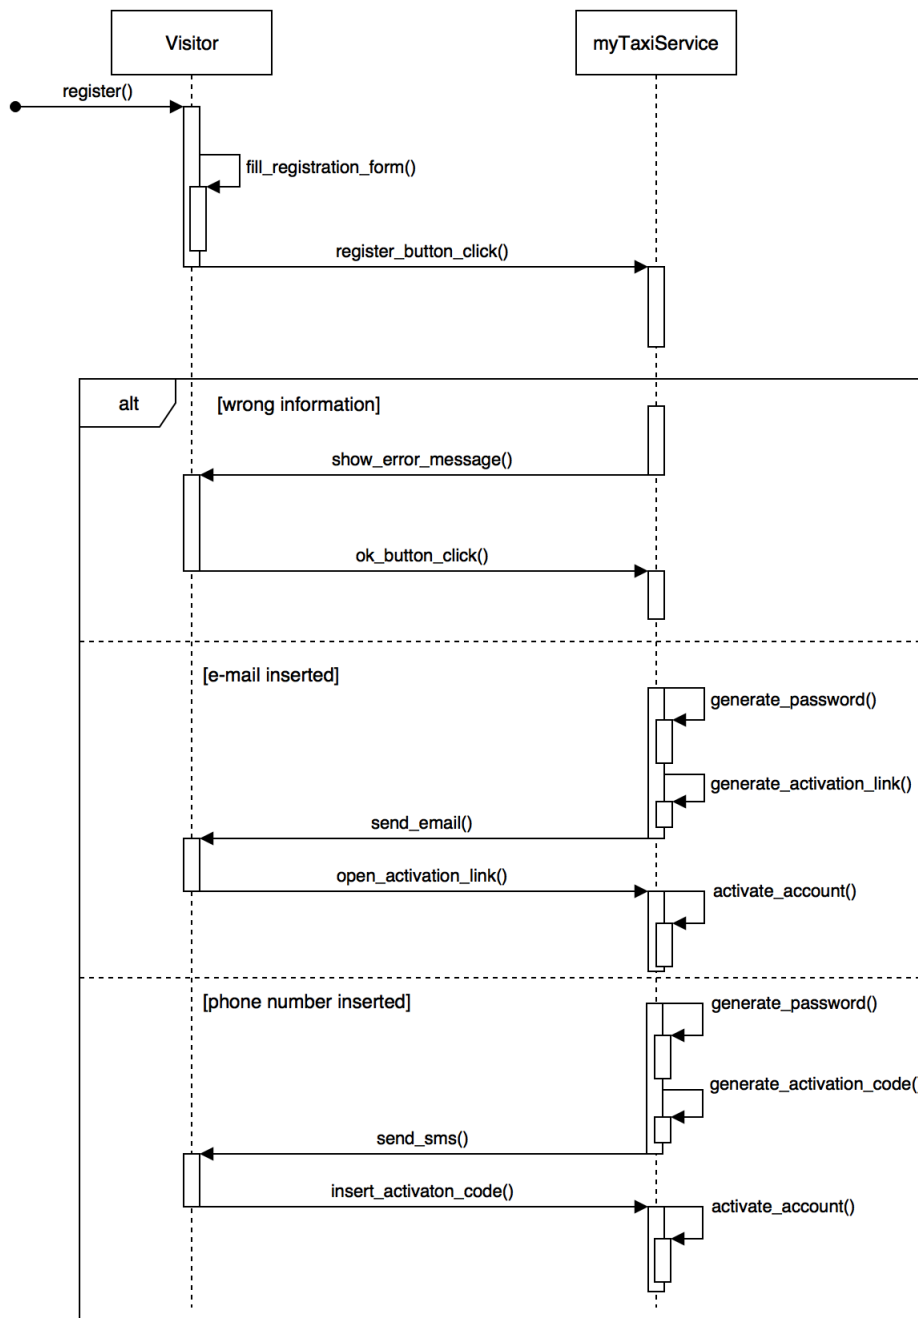 Visitor
myTaxiService
register()
fill_registration_form()
register_button_click()
alt
[wrong information]
show_error_message()
ok_button_click()
[e-mail inserted]
generate_password()
generate_activation_link()
send_email()
open_activation_link()
activate_account()
[phone number inserted]
generate_password()
generate_activation_code()
send_sms()
insert_activaton_code()
activate_account()